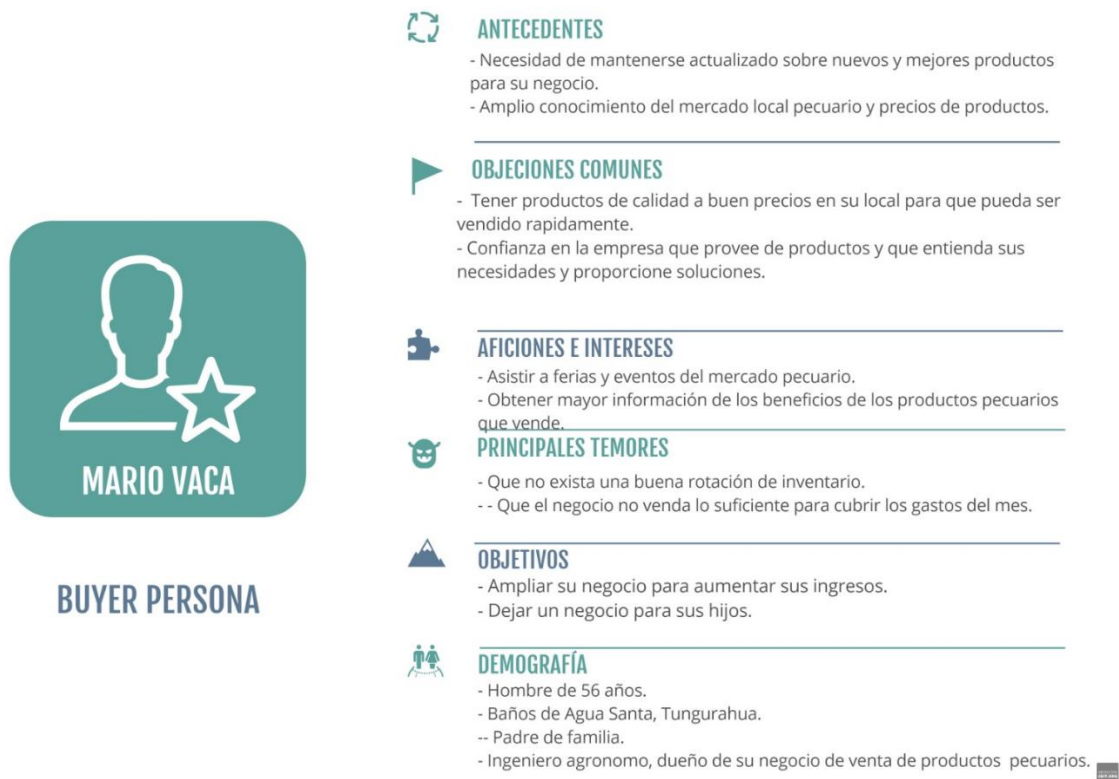 ANTECEDENTES
- Necesidad de mantenerse actualizado sobre nuevos y mejores productos
para su negocio.
- Amplio conocimiento del mercado local pecuario y precios de productos.
OBJECIONES COMUNES
- Tener productos de calidad a buen precios en su local para que pueda ser
vendido rapidamente.
- Confianza en la empresa que provee de productos y que entienda sus
necesidades y proporcione soluciones.
AFICIONES E INTERESES
- Asistir a ferias y eventos del mercado pecuario.
- Obtener mayor información de los beneficios de los productos pecuarios
que vende.
PRINCIPALES TEMORES
- Que no exista una buena rotación de inventario.
- - Que el negocio no venda lo suficiente para cubrir los gastos del mes.
OBJETIVOS
- Ampliar su negocio para aumentar sus ingresos.
- Dejar un negocio para sus hijos.
DEMOGRAFÍA
- Hombre de 56 años.
- Baños de Agua Santa, Tungurahua.
-- Padre de familia.
- Ingeniero agronomo, dueño de su negocio de venta de productos pecuarios.
MARIO VACA
BUYER PERSONA